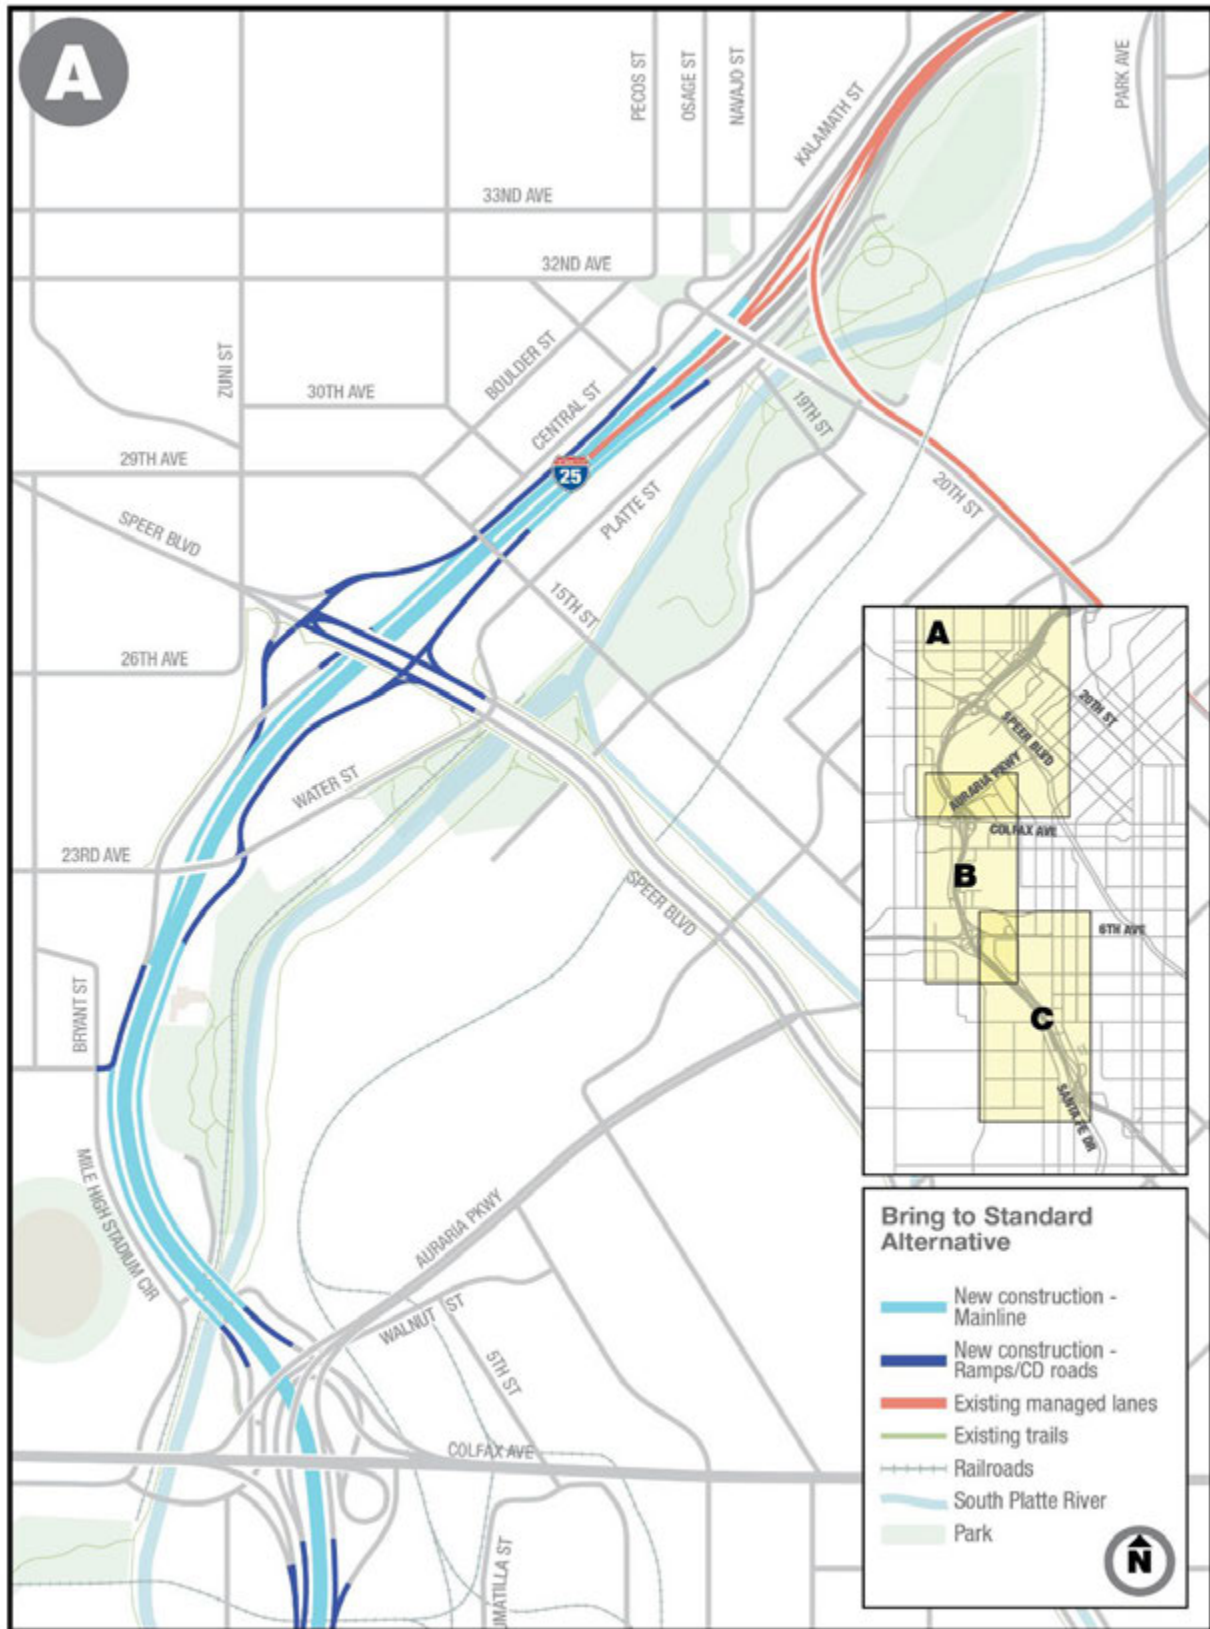 A
PECOS ST
OSAGE ST
NAVAJO ST
KALAMATH ST
PARK AVE
33ND AVE
32ND AVE
ZUNI ST
BOULDER ST
30TH AVE
CENTRAL ST
19TH ST
29TH AVE
25
20TH ST
SPEER BLVD
PLATTE ST
15TH ST
26TH AVE
WATER ST
23RD AVE
SPEER BLVD
BRYANT ST
MILE HIGH STADIUM CIR
AURARIA PKWY
WALNUT ST
5TH ST
COLFAX AVE
UMATILLA ST
A
20TH ST
SPEER BLVD
AURARIA PKWY
COLFAX AVE
B
6TH AVE
C
SANTA FE DR
Bring to Standard
Alternative
New construction -
Mainline
New construction -
Ramps/CD roads
Existing managed lanes
Existing trails
Railroads
South Platte River
Park
N